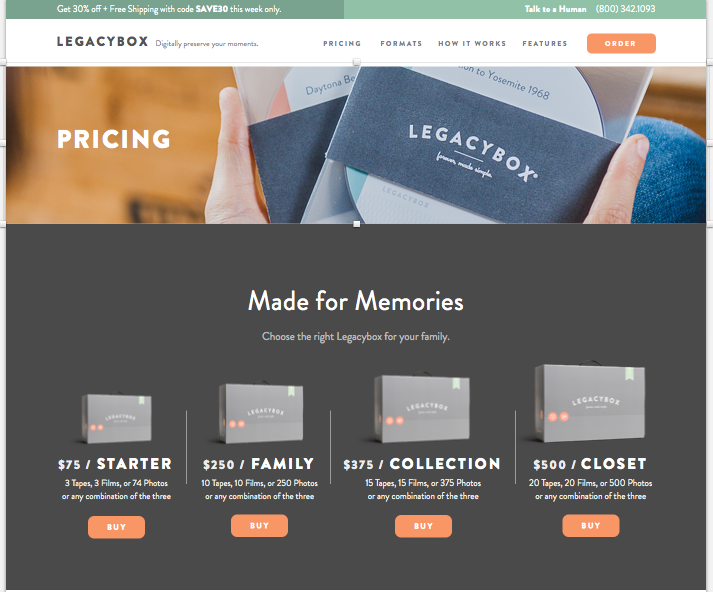 Get 30% off + Free Shipping with code SAVE30 this week only.
Talk to a Human (800) 342.1093
LEGACYBOX Digitally preserve your moments.
PRICING FORMATS HOW IT WORKS FEATURES ORDER
PRICING
Daytona Be
on to Yosemite 1968
LEGACYBOX
forever, made simple.
LEGACYBOX
Made for Memories
Choose the right Legacybox for your family.
LEGACYBOX
LEGACYBOX
LEGACYBOX
LEGACYBOX
$75 / STARTER
3 Tapes, 3 Films, or 74 Photos
or any combination of the three
BUY
$250 / FAMILY
10 Tapes, 10 Films, or 250 Photos
or any combination of the three
BUY
$375 / COLLECTION
15 Tapes, 15 Films, or 375 Photos
or any combination of the three
BUY
$500 / CLOSET
20 Tapes, 20 Films, or 500 Photos
or any combination of the three
BUY